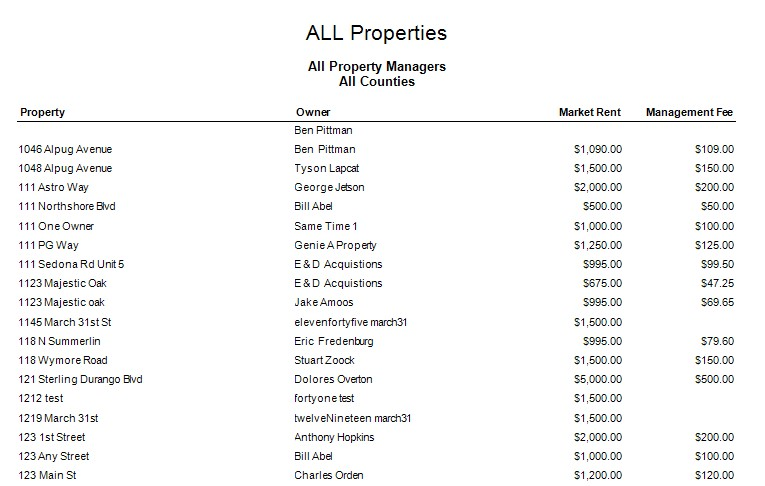 ALL Properties
All Property Managers
All Counties
Property Owner Market Rent Management Fee
Ben Pittman
1046 Alpug Avenue Ben Pittman $1,090.00 $109.00
1048 Alpug Avenue Tyson Lapcat $1,500.00 $150.00
111 Astro Way George Jetson $2,000.00 $200.00
111 Northshore Blvd Bill Abel $500.00 $50.00
111 One Owner Same Time 1 $1,000.00 $100.00
111 PG Way Genie A Property $1,250.00 $125.00
111 Sedona Rd Unit 5 E & D Acquistions $995.00 $99.50
1123 Majestic Oak E & D Acquistions $675.00 $47.25
1123 Majestic oak Jake Amoos $995.00 $69.65
1145 March 31st St elevenfortyfive march31 $1,500.00
118 N Summerlin Eric Fredenburg $995.00 $79.60
118 Wymore Road Stuart Zoock $1,500.00 $150.00
121 Sterling Durango Blvd Dolores Overton $5,000.00 $500.00
1212 test fortyone test $1,500.00
1219 March 31st twelveNineteen march31 $1,500.00
123 1st Street Anthony Hopkins $2,000.00 $200.00
123 Any Street Bill Abel $1,000.00 $100.00
123 Main St Charles Orden $1,200.00 $120.00